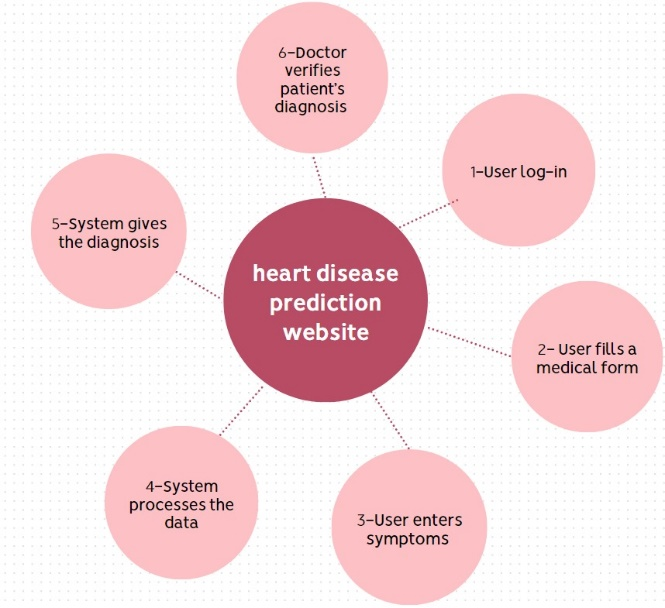 6-Doctor
verifies
patient's
diagnosis
1-User log-in
5-System gives
the diagnosis
heart disease
prediction
website
2- User fills a
medical form
4-System
processes the
data
3-User enters
symptoms